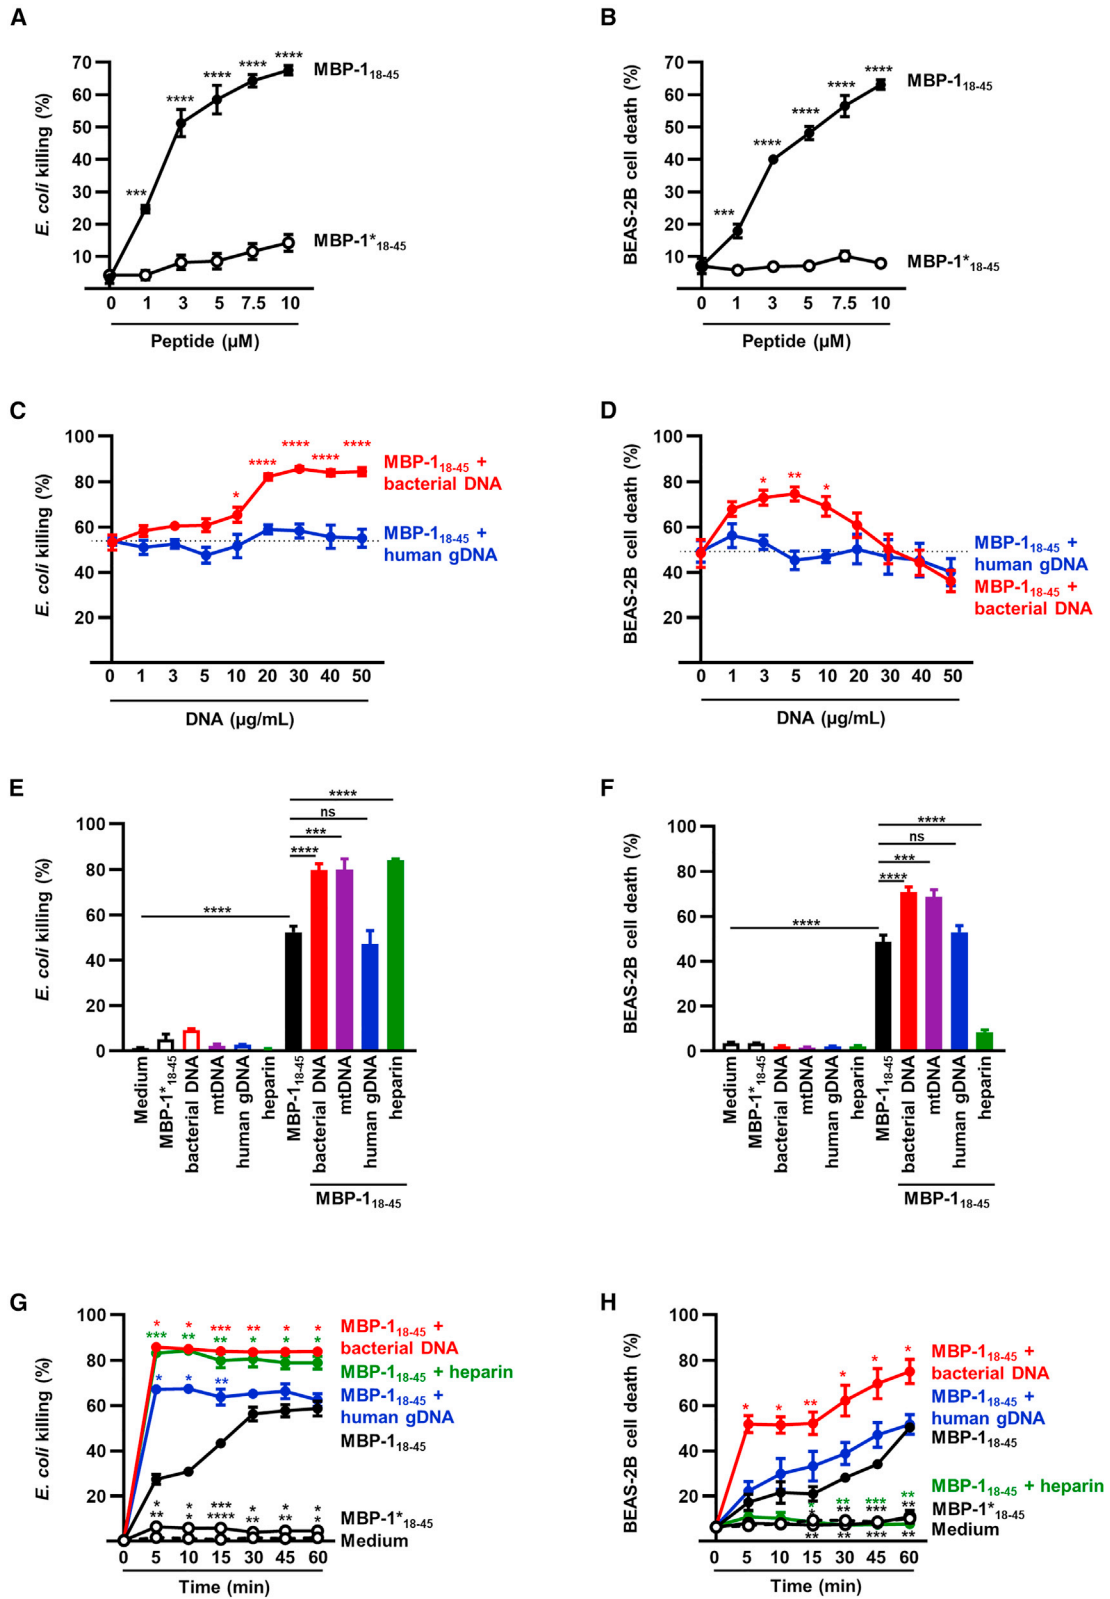 A
E. coli killing (%)
70
60
50
40
30
20
10
***
****
****
****
****
MBP-1₁₈₋₄₅
MBP-1*₁₈₋₄₅
0 1 3 5 7.5 10
Peptide (µM)
B
BEAS-2B cell death (%)
70
60
50
40
30
20
10
***
****
****
****
****
MBP-1₁₈₋₄₅
MBP-1*₁₈₋₄₅
0 1 3 5 7.5 10
Peptide (µM)
C
E. coli killing (%)
100
80
60
40
20
*
****
****
****
****
MBP-1₁₈₋₄₅ +
bacterial DNA
MBP-1₁₈₋₄₅ +
human gDNA
0 1 3 5 10 20 30 40 50
DNA (µg/mL)
D
BEAS-2B cell death (%)
100
80
60
40
20
*
**
*
MBP-1₁₈₋₄₅ +
human gDNA
MBP-1₁₈₋₄₅ +
bacterial DNA
0 1 3 5 10 20 30 40 50
DNA (µg/mL)
E
E. coli killing (%)
100
80
60
40
20
0
****
ns
***
****
****
Medium
MBP-1*₁₈₋₄₅
bacterial DNA
mtDNA
human gDNA
heparin
MBP-1₁₈₋₄₅
bacterial DNA
mtDNA
human gDNA
heparin
MBP-1₁₈₋₄₅
F
BEAS-2B cell death (%)
100
80
60
40
20
0
****
ns
***
****
****
Medium
MBP-1*₁₈₋₄₅
bacterial DNA
mtDNA
human gDNA
heparin
MBP-1₁₈₋₄₅
bacterial DNA
mtDNA
human gDNA
heparin
MBP-1₁₈₋₄₅
G
E. coli killing (%)
100
80
60
40
20
* * *** ** * *
*** ** ** * * *
* * **
* * *** * * *
** * **** ** ** *
MBP-1₁₈₋₄₅ +
bacterial DNA
MBP-1₁₈₋₄₅ + heparin
MBP-1₁₈₋₄₅ +
human gDNA
MBP-1₁₈₋₄₅
MBP-1*₁₈₋₄₅
Medium
0 5 10 15 30 45 60
Time (min)
H
BEAS-2B cell death (%)
100
80
60
40
20
* * ** * * *
* ** *** **
* ** *** **
** ** *** **
MBP-1₁₈₋₄₅ +
bacterial DNA
MBP-1₁₈₋₄₅ +
human gDNA
MBP-1₁₈₋₄₅
MBP-1₁₈₋₄₅ + heparin
MBP-1*₁₈₋₄₅
Medium
0 5 10 15 30 45 60
Time (min)